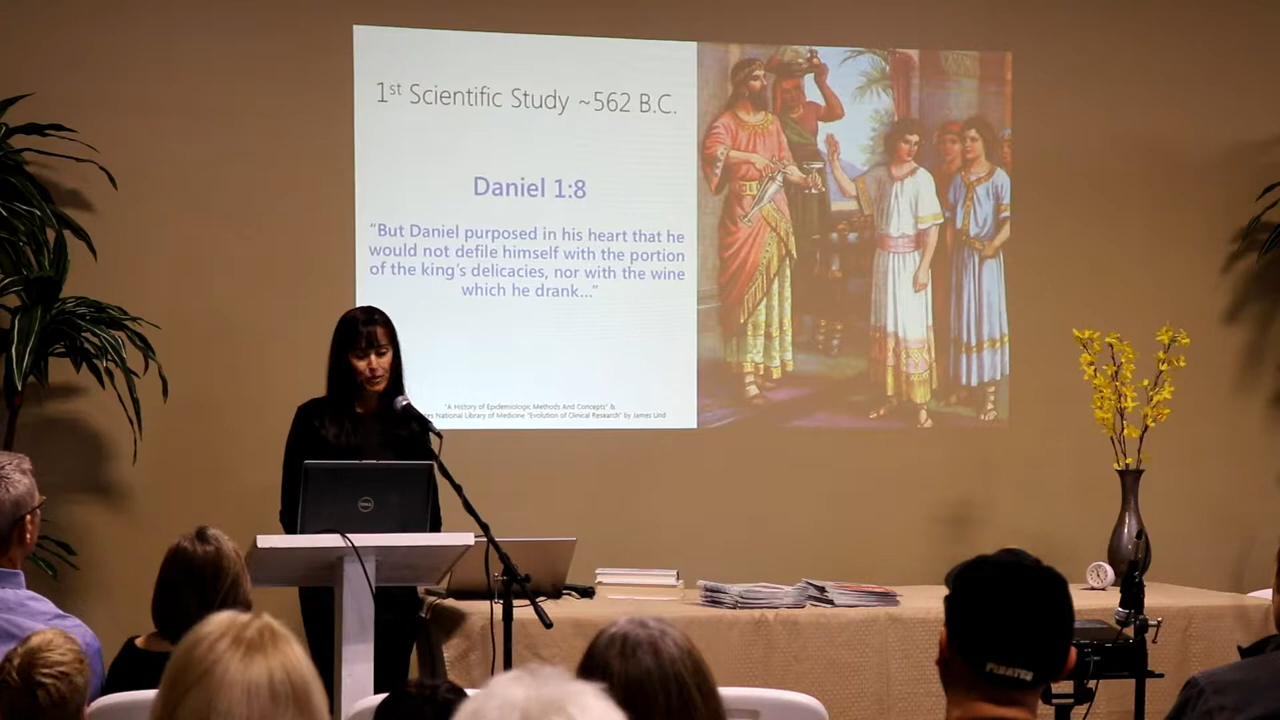 1st Scientific Study ~562 B.C.
Daniel 1:8
“But Daniel purposed in his heart that he
would not defile himself with the portion
of the king's delicacies, nor with the wine
which he drank...”
"A History of Epidemiologic Methods And Concepts" &
National Library of Medicine "Evolution of Clinical Research" by James Lind
DELL
PIRATES